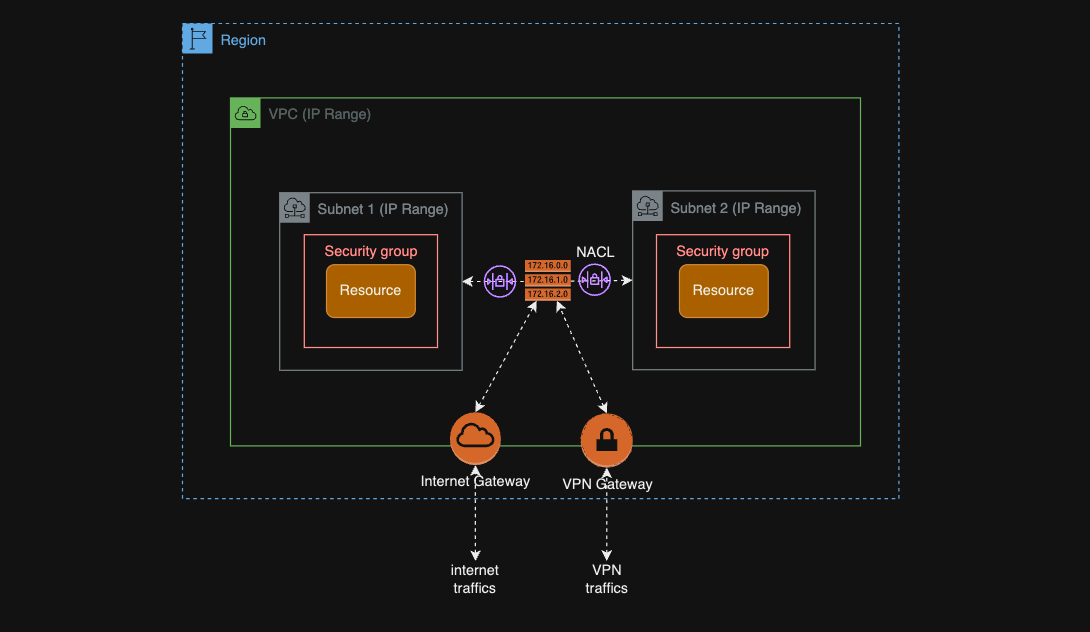 Region
VPC (IP Range)
Subnet 1 (IP Range)
Security group
Resource
172.16.0.0
172.16.1.0
172.16.2.0
NACL
Subnet 2 (IP Range)
Security group
Resource
Internet Gateway
VPN Gateway
internet
traffics
VPN
traffics